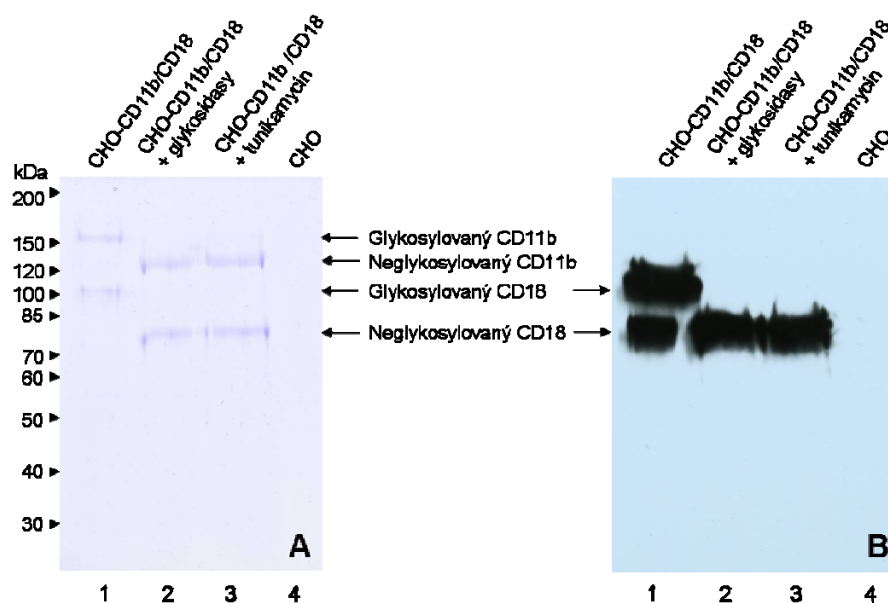 CHO-CD11b/CD18
CHO-CD11b/CD18
+ glykosidasy
CHO-CD11b /CD18
+ tunikamycin
CHO
CHO-CD11b/CD18
CHO-CD11b/CD18
+ glykosidasy
CHO-CD11b/CD18
+ tunikamycin
CHO
kDa
200
150
120
100
85
70
60
50
40
30
Glykosylovaný CD11b
Neglykosylovaný CD11b
Glykosylovaný CD18
Neglykosylovaný CD18
A
B
1 2 3 4
1 2 3 4